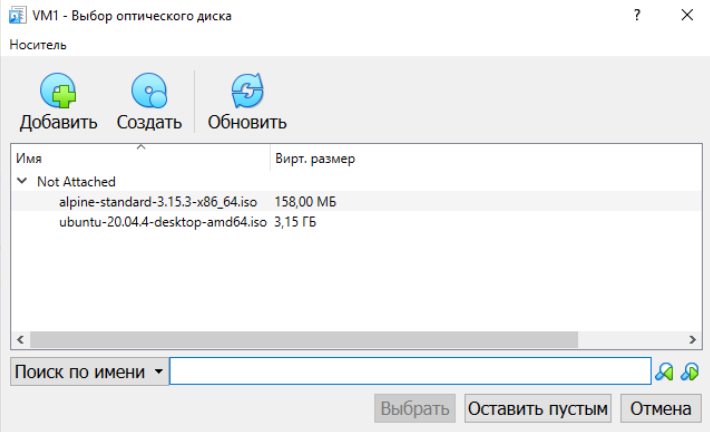 VM1 - Выбор оптического диска ?
Носитель
Добавить Создать Обновить
Имя Вирт. размер
Not Attached
alpine-standard-3.15.3-x86_64.iso 158,00 МБ
ubuntu-20.04.4-desktop-amd64.iso 3,15 ГБ
Поиск по имени
Выбрать Оставить пустым Отмена